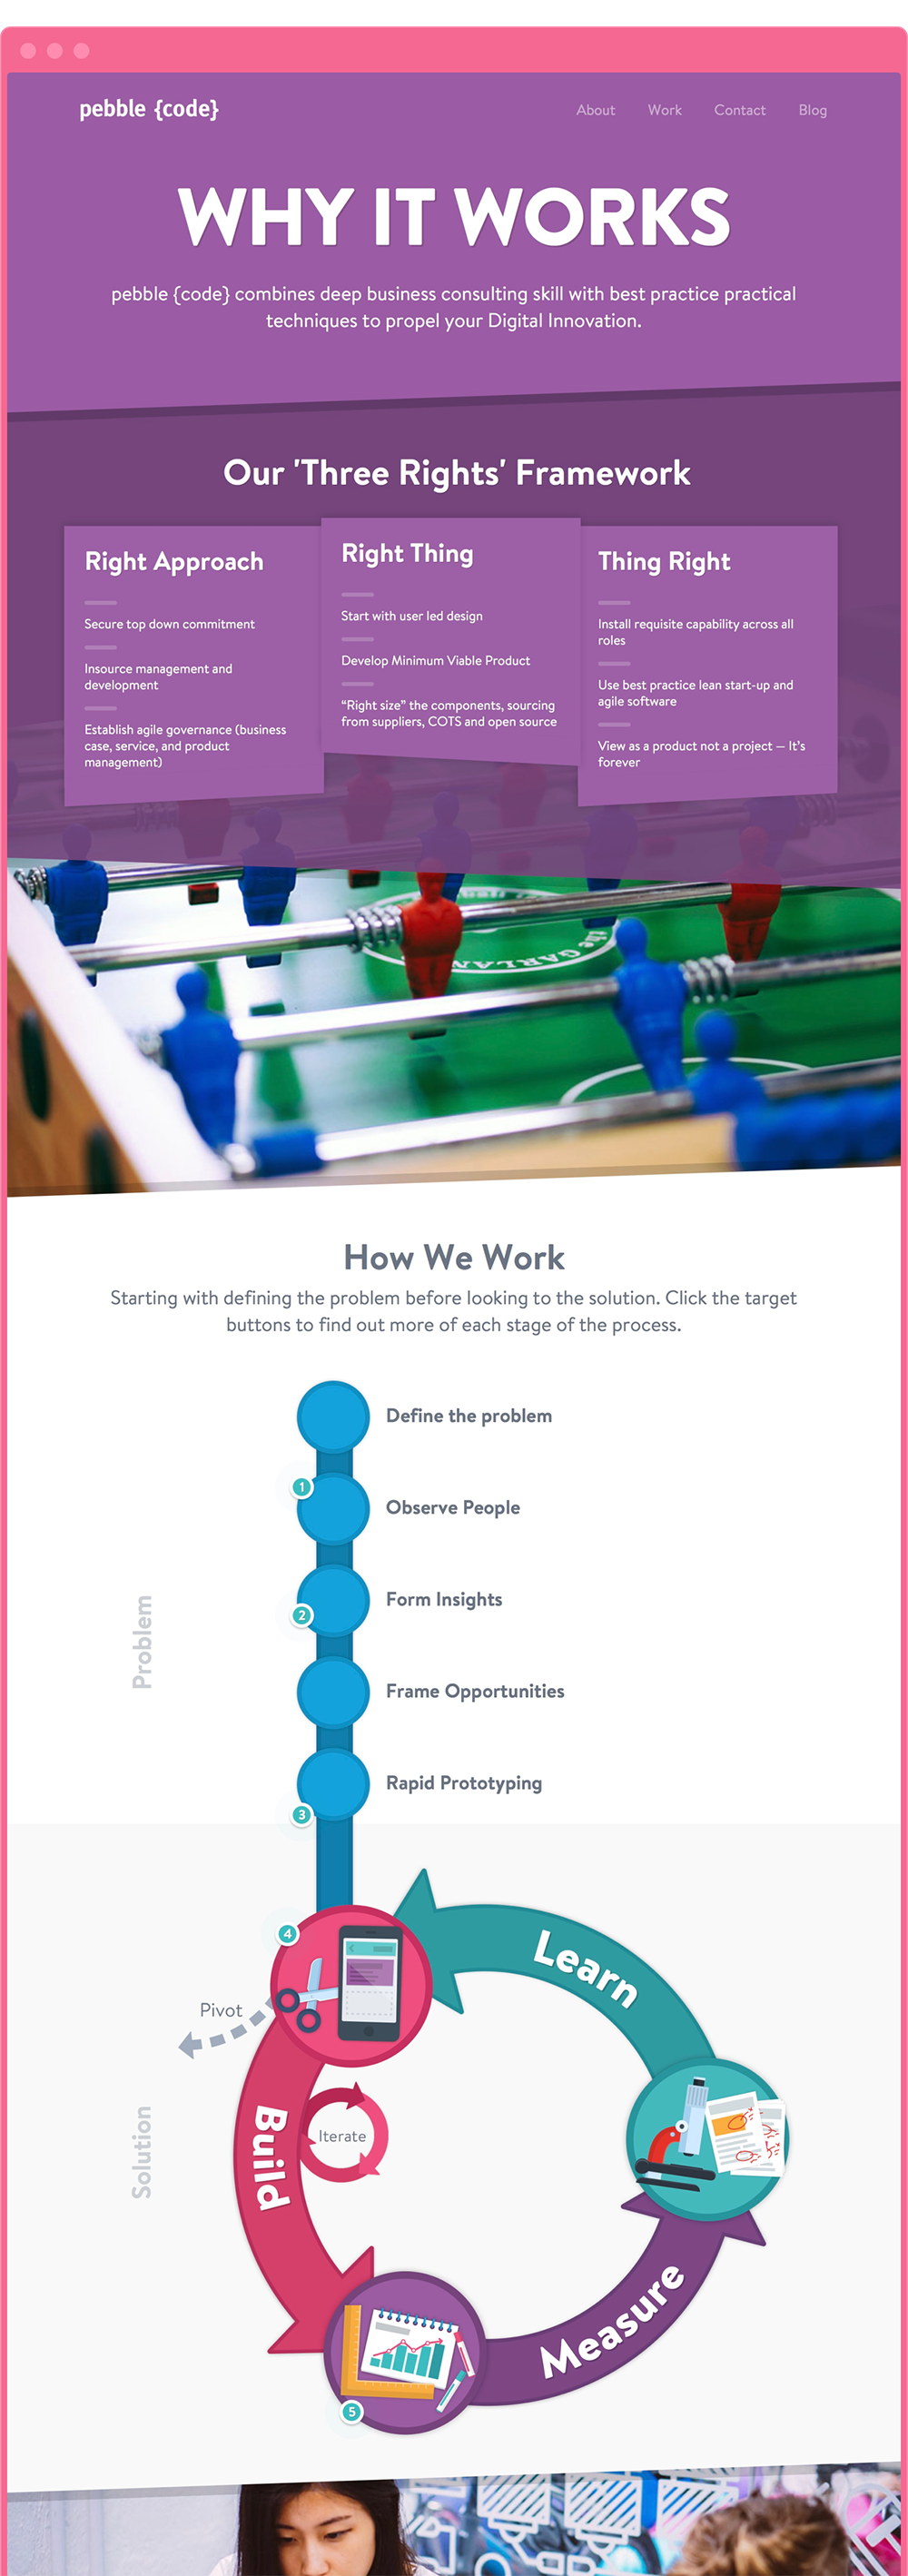 pebble {code}
About Work Contact Blog
WHY IT WORKS
pebble {code} combines deep business consulting skill with best practice practical
techniques to propel your Digital Innovation.
Our 'Three Rights' Framework
Right Approach
Secure top down commitment
Insource management and
development
Establish agile governance (business
case, service, and product
management)
Right Thing
Start with user led design
Develop Minimum Viable Product
“Right size” the components, sourcing
from suppliers, COTS and open source
Thing Right
Install requisite capability across all
roles
Use best practice lean start-up and
agile software
View as a product not a project — It’s
forever
the GARLAN
How We Work
Starting with defining the problem before looking to the solution. Click the target
buttons to find out more of each stage of the process.
Problem
Define the problem
1
Observe People
Form Insights
2
Frame Opportunities
Rapid Prototyping
3
Solution
4
Learn
Pivot
Build
Iterate
Measure
5